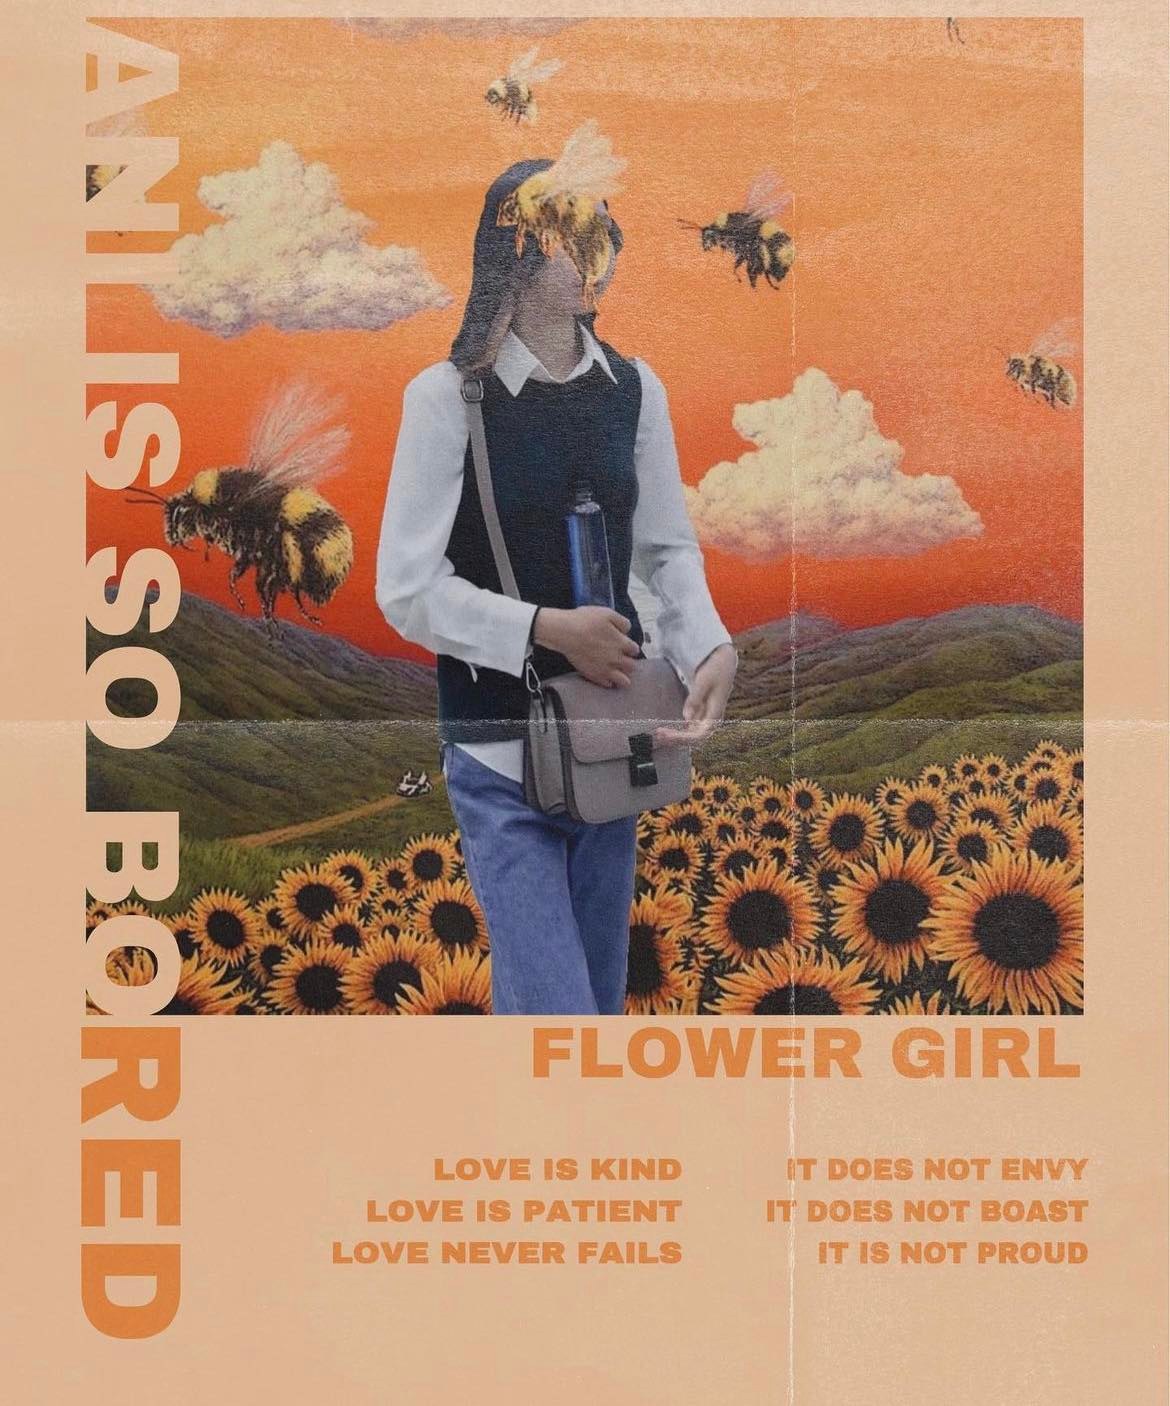 ANI IS SO BORED
FLOWER GIRL
LOVE IS KIND
LOVE IS PATIENT
LOVE NEVER FAILS
IT DOES NOT ENVY
IT DOES NOT BOAST
IT IS NOT PROUD